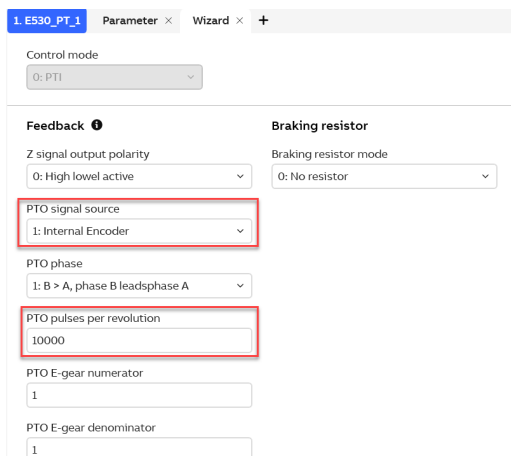 1. E530_PT_1 Parameter × Wizard × +
Control mode
0: PTI
Feedback
Braking resistor
Z signal output polarity
Braking resistor mode
0: High lowel active
0: No resistor
PTO signal source
1: Internal Encoder
PTO phase
1: B > A, phase B leadsphase A
PTO pulses per revolution
10000
PTO E-gear numerator
1
PTO E-gear denominator
1